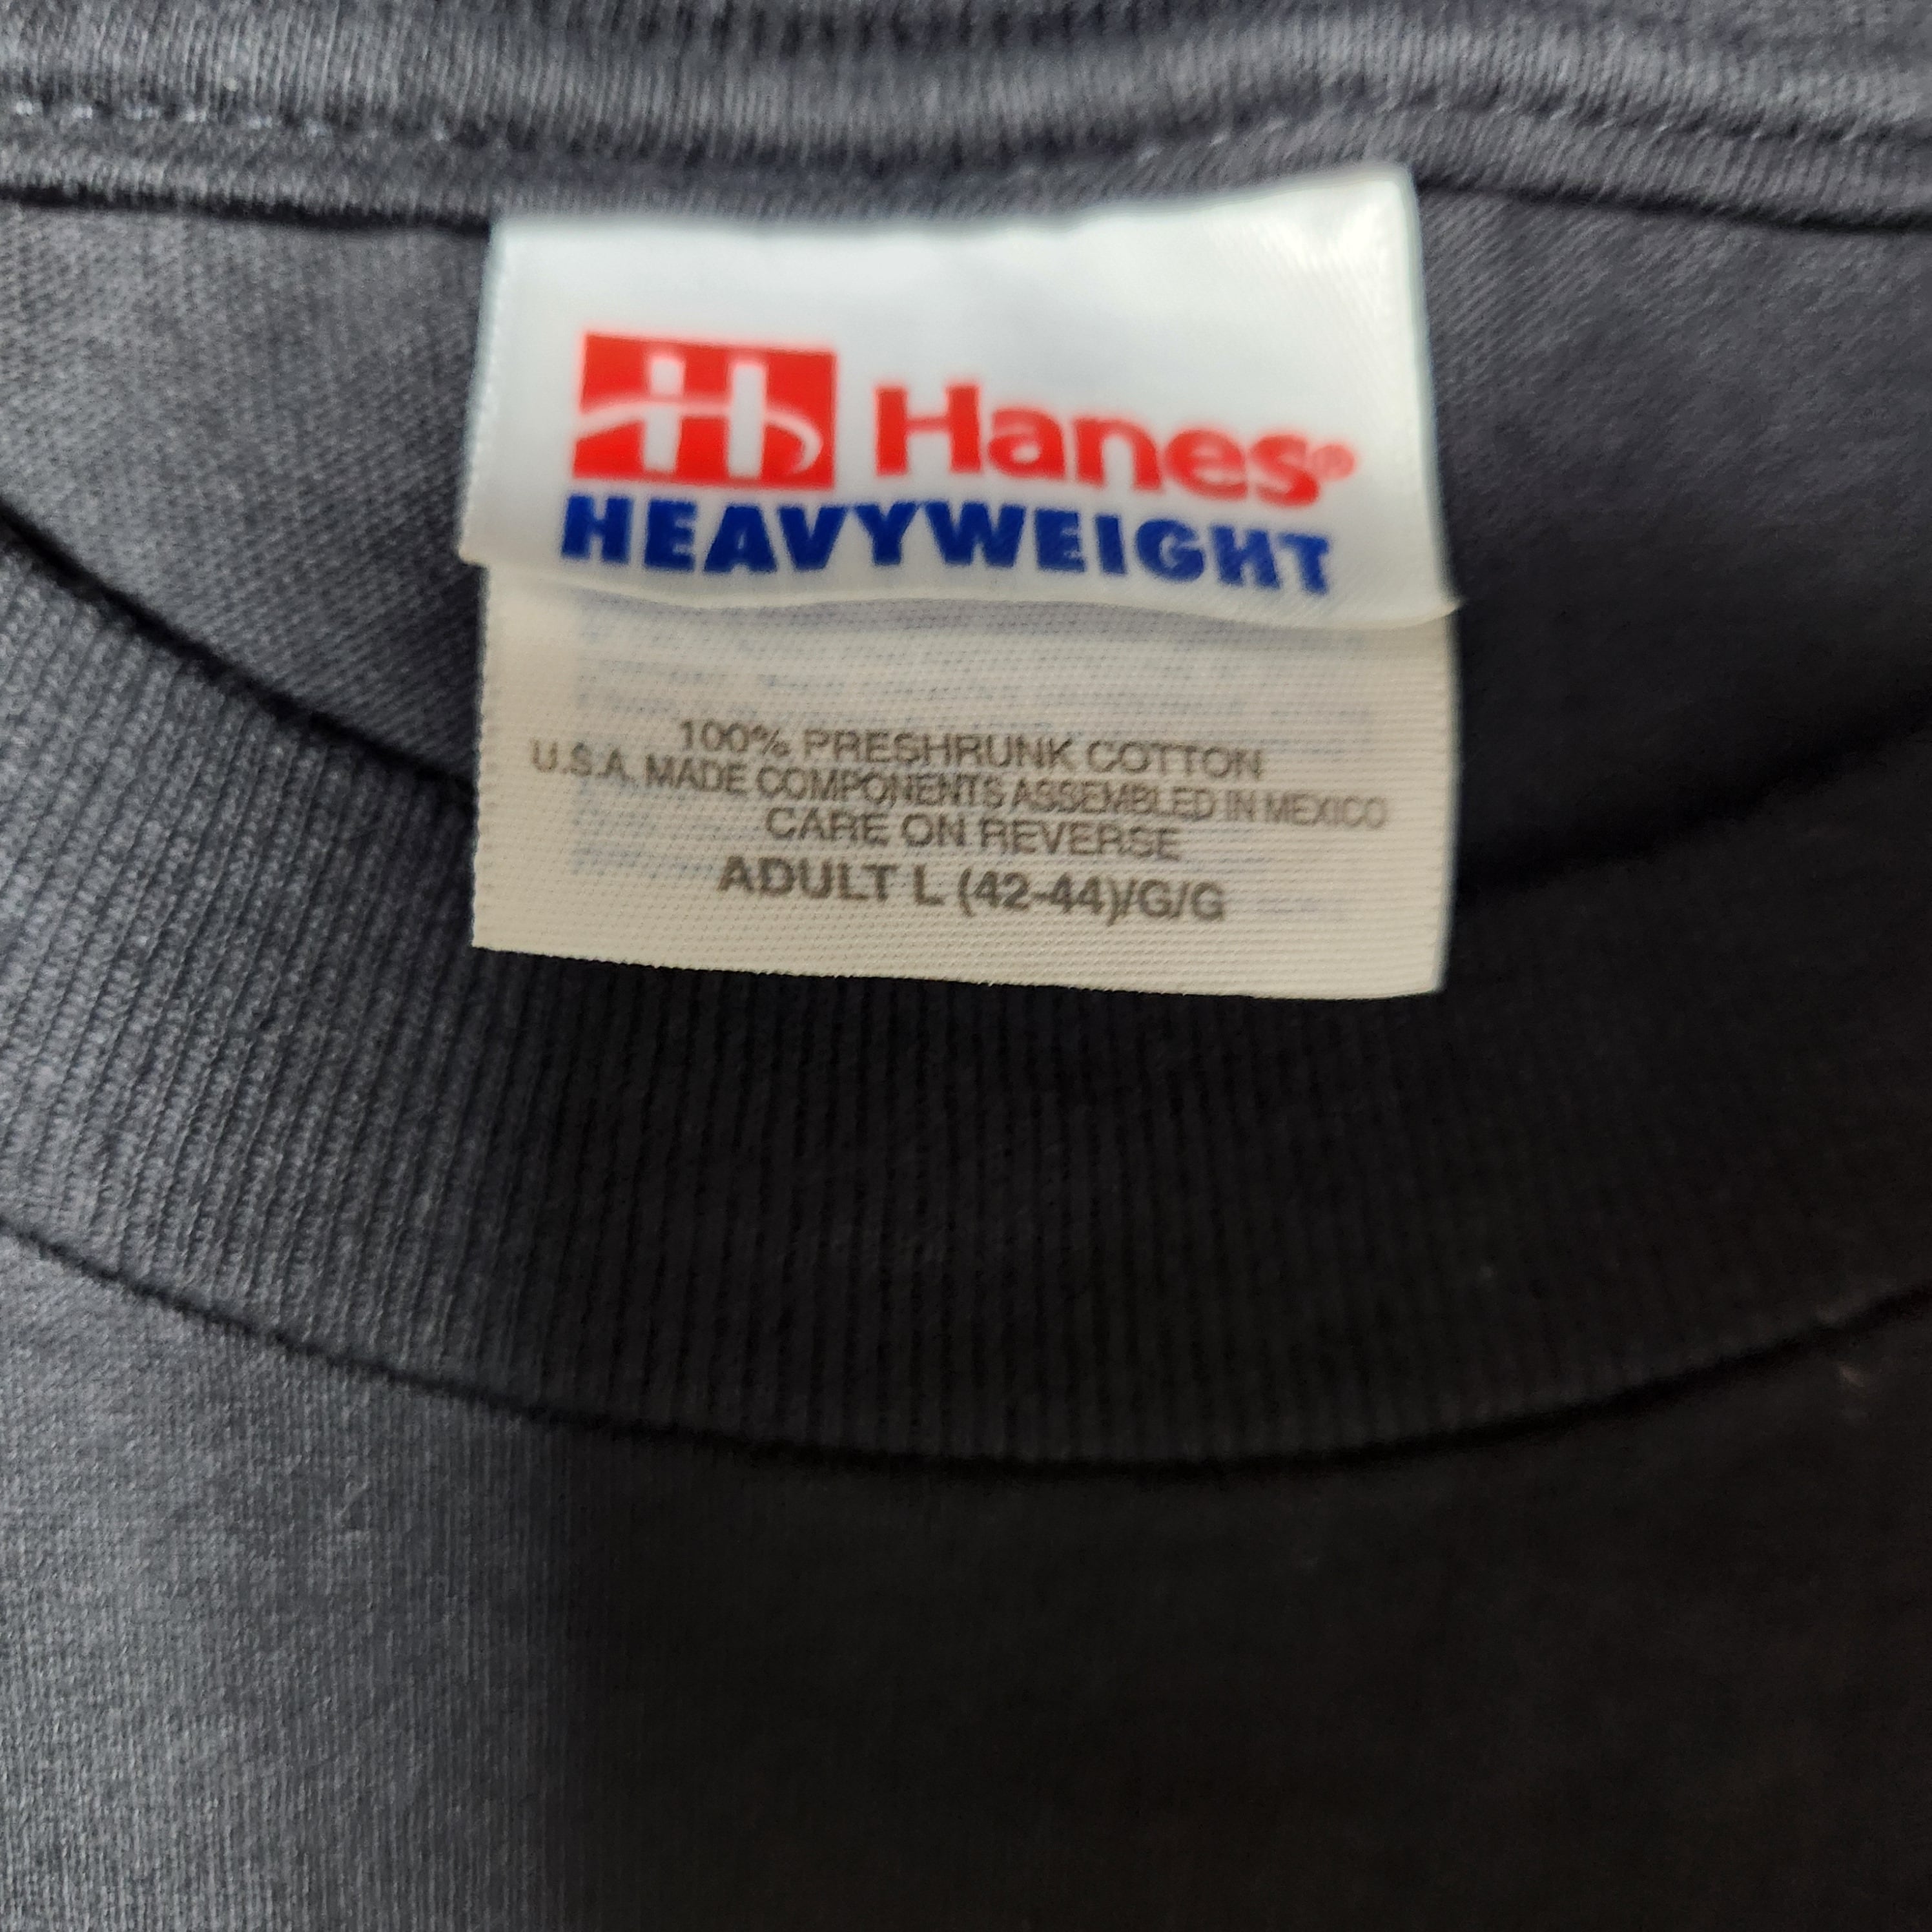 Hanes®
HEAVYWEIGHT
100% PRESHRUNK COTTON
U.S.A. MADE COMPONENTS ASSEMBLED IN MEXICO
CARE ON REVERSE
ADULT L (42-44)/G/G